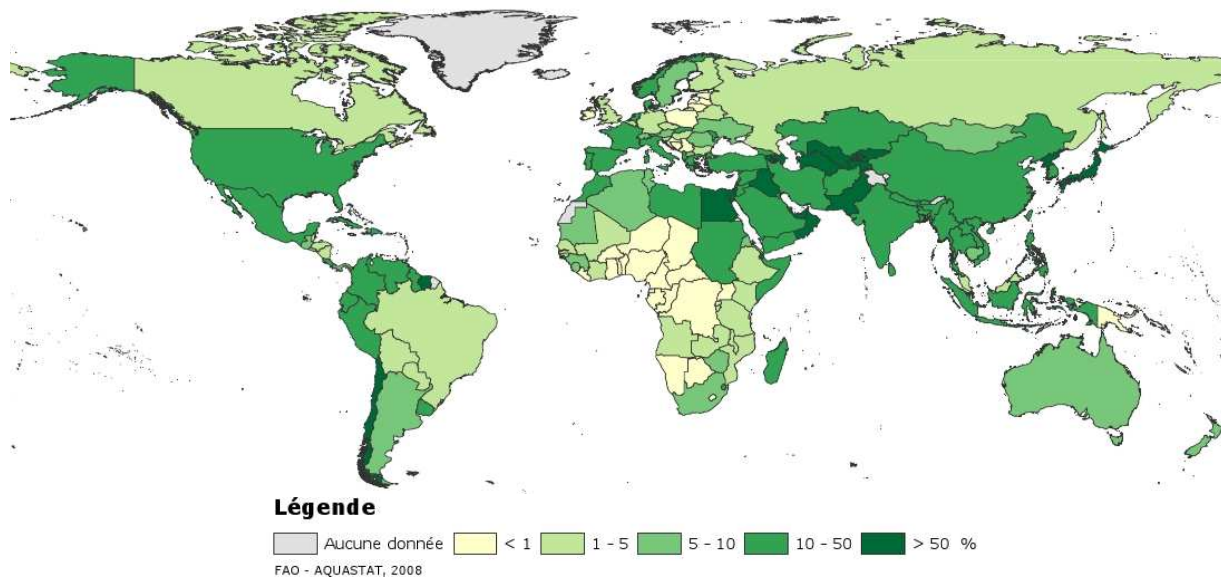 Légende
Aucune donnée < 1 1 - 5 5 - 10 10 - 50 > 50 %
FAO - AQUASTAT, 2008